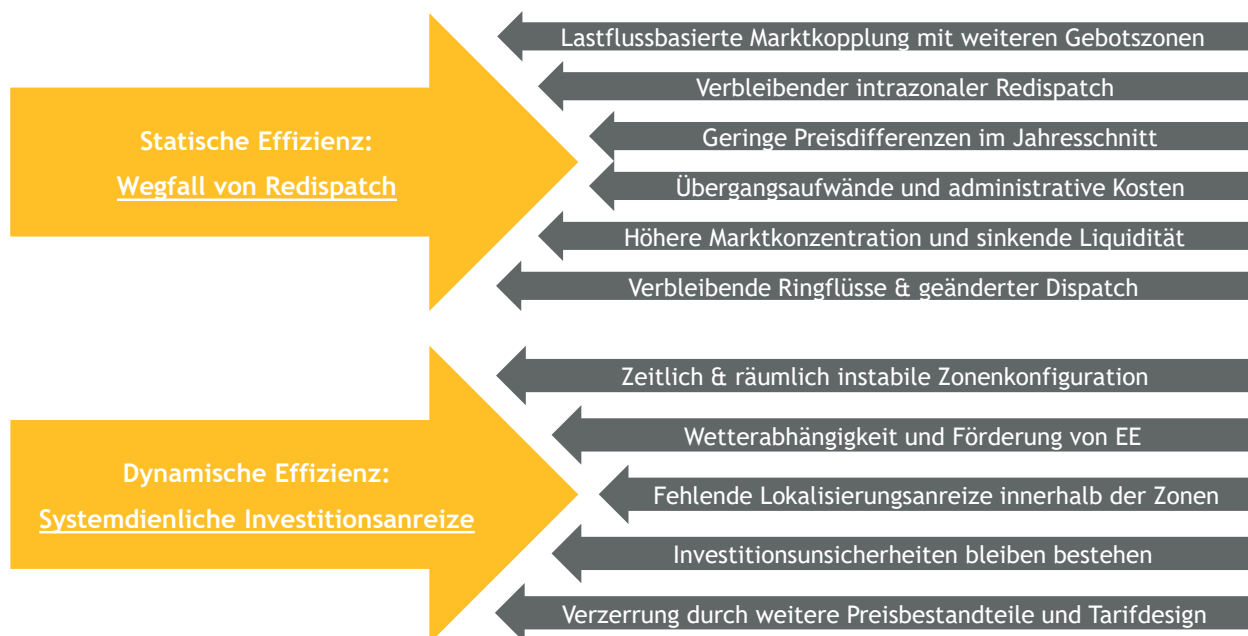 Statische Effizienz:
Wegfall von Redispatch
Lastflussbasierte Marktkopplung mit weiteren Gebotszonen
Verbleibender intrazonaler Redispatch
Geringe Preisdifferenzen im Jahresschnitt
Übergangsaufwände und administrative Kosten
Höhere Marktkonzentration und sinkende Liquidität
Verbleibende Ringflüsse & geänderter Dispatch
Dynamische Effizienz:
Systemdienliche Investitionsanreize
Zeitlich & räumlich instabile Zonenkonfiguration
Wetterabhängigkeit und Förderung von EE
Fehlende Lokalisierungsanreize innerhalb der Zonen
Investitionsunsicherheiten bleiben bestehen
Verzerrung durch weitere Preisbestandteile und Tarifdesign